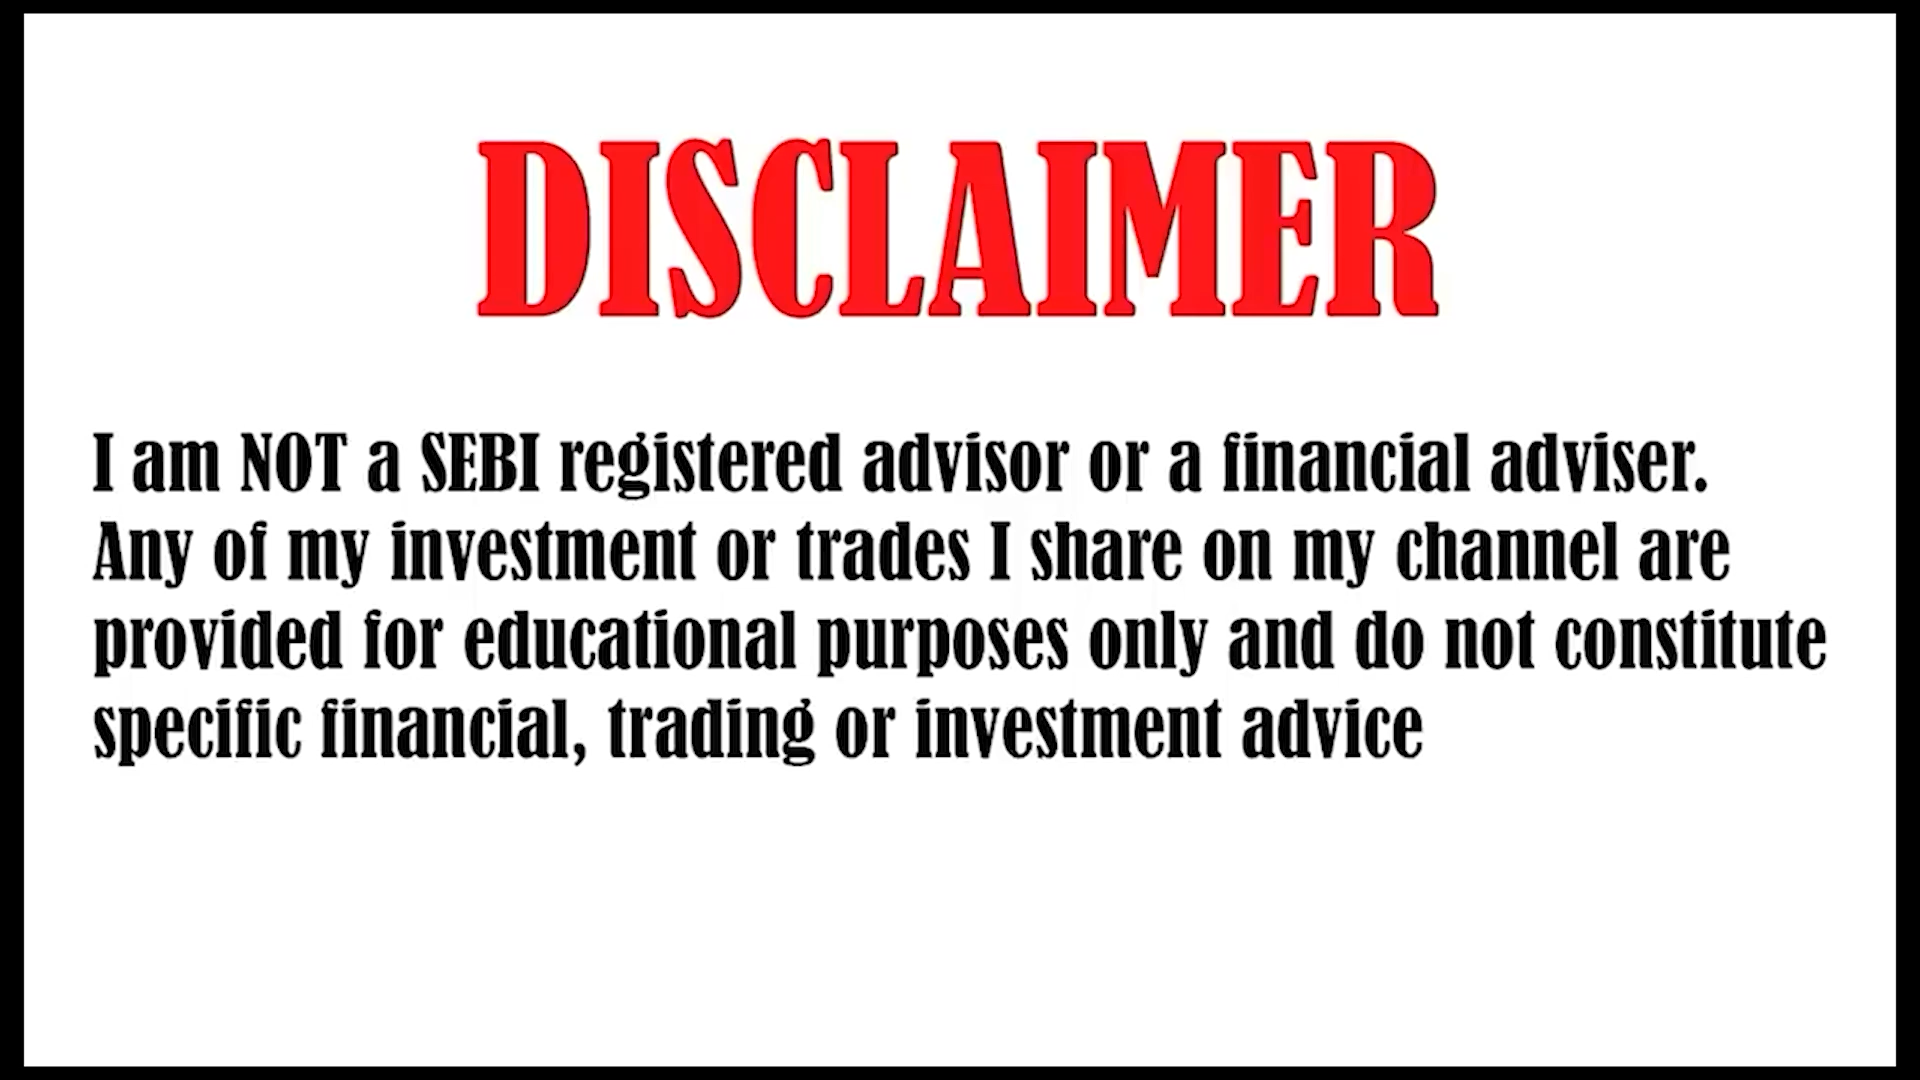 DISCLAIMER
I am NOT a SEBI registered advisor or a financial adviser.
Any of my investment or trades I share on my channel are
provided for educational purposes only and do not constitute
specific financial, trading or investment advice